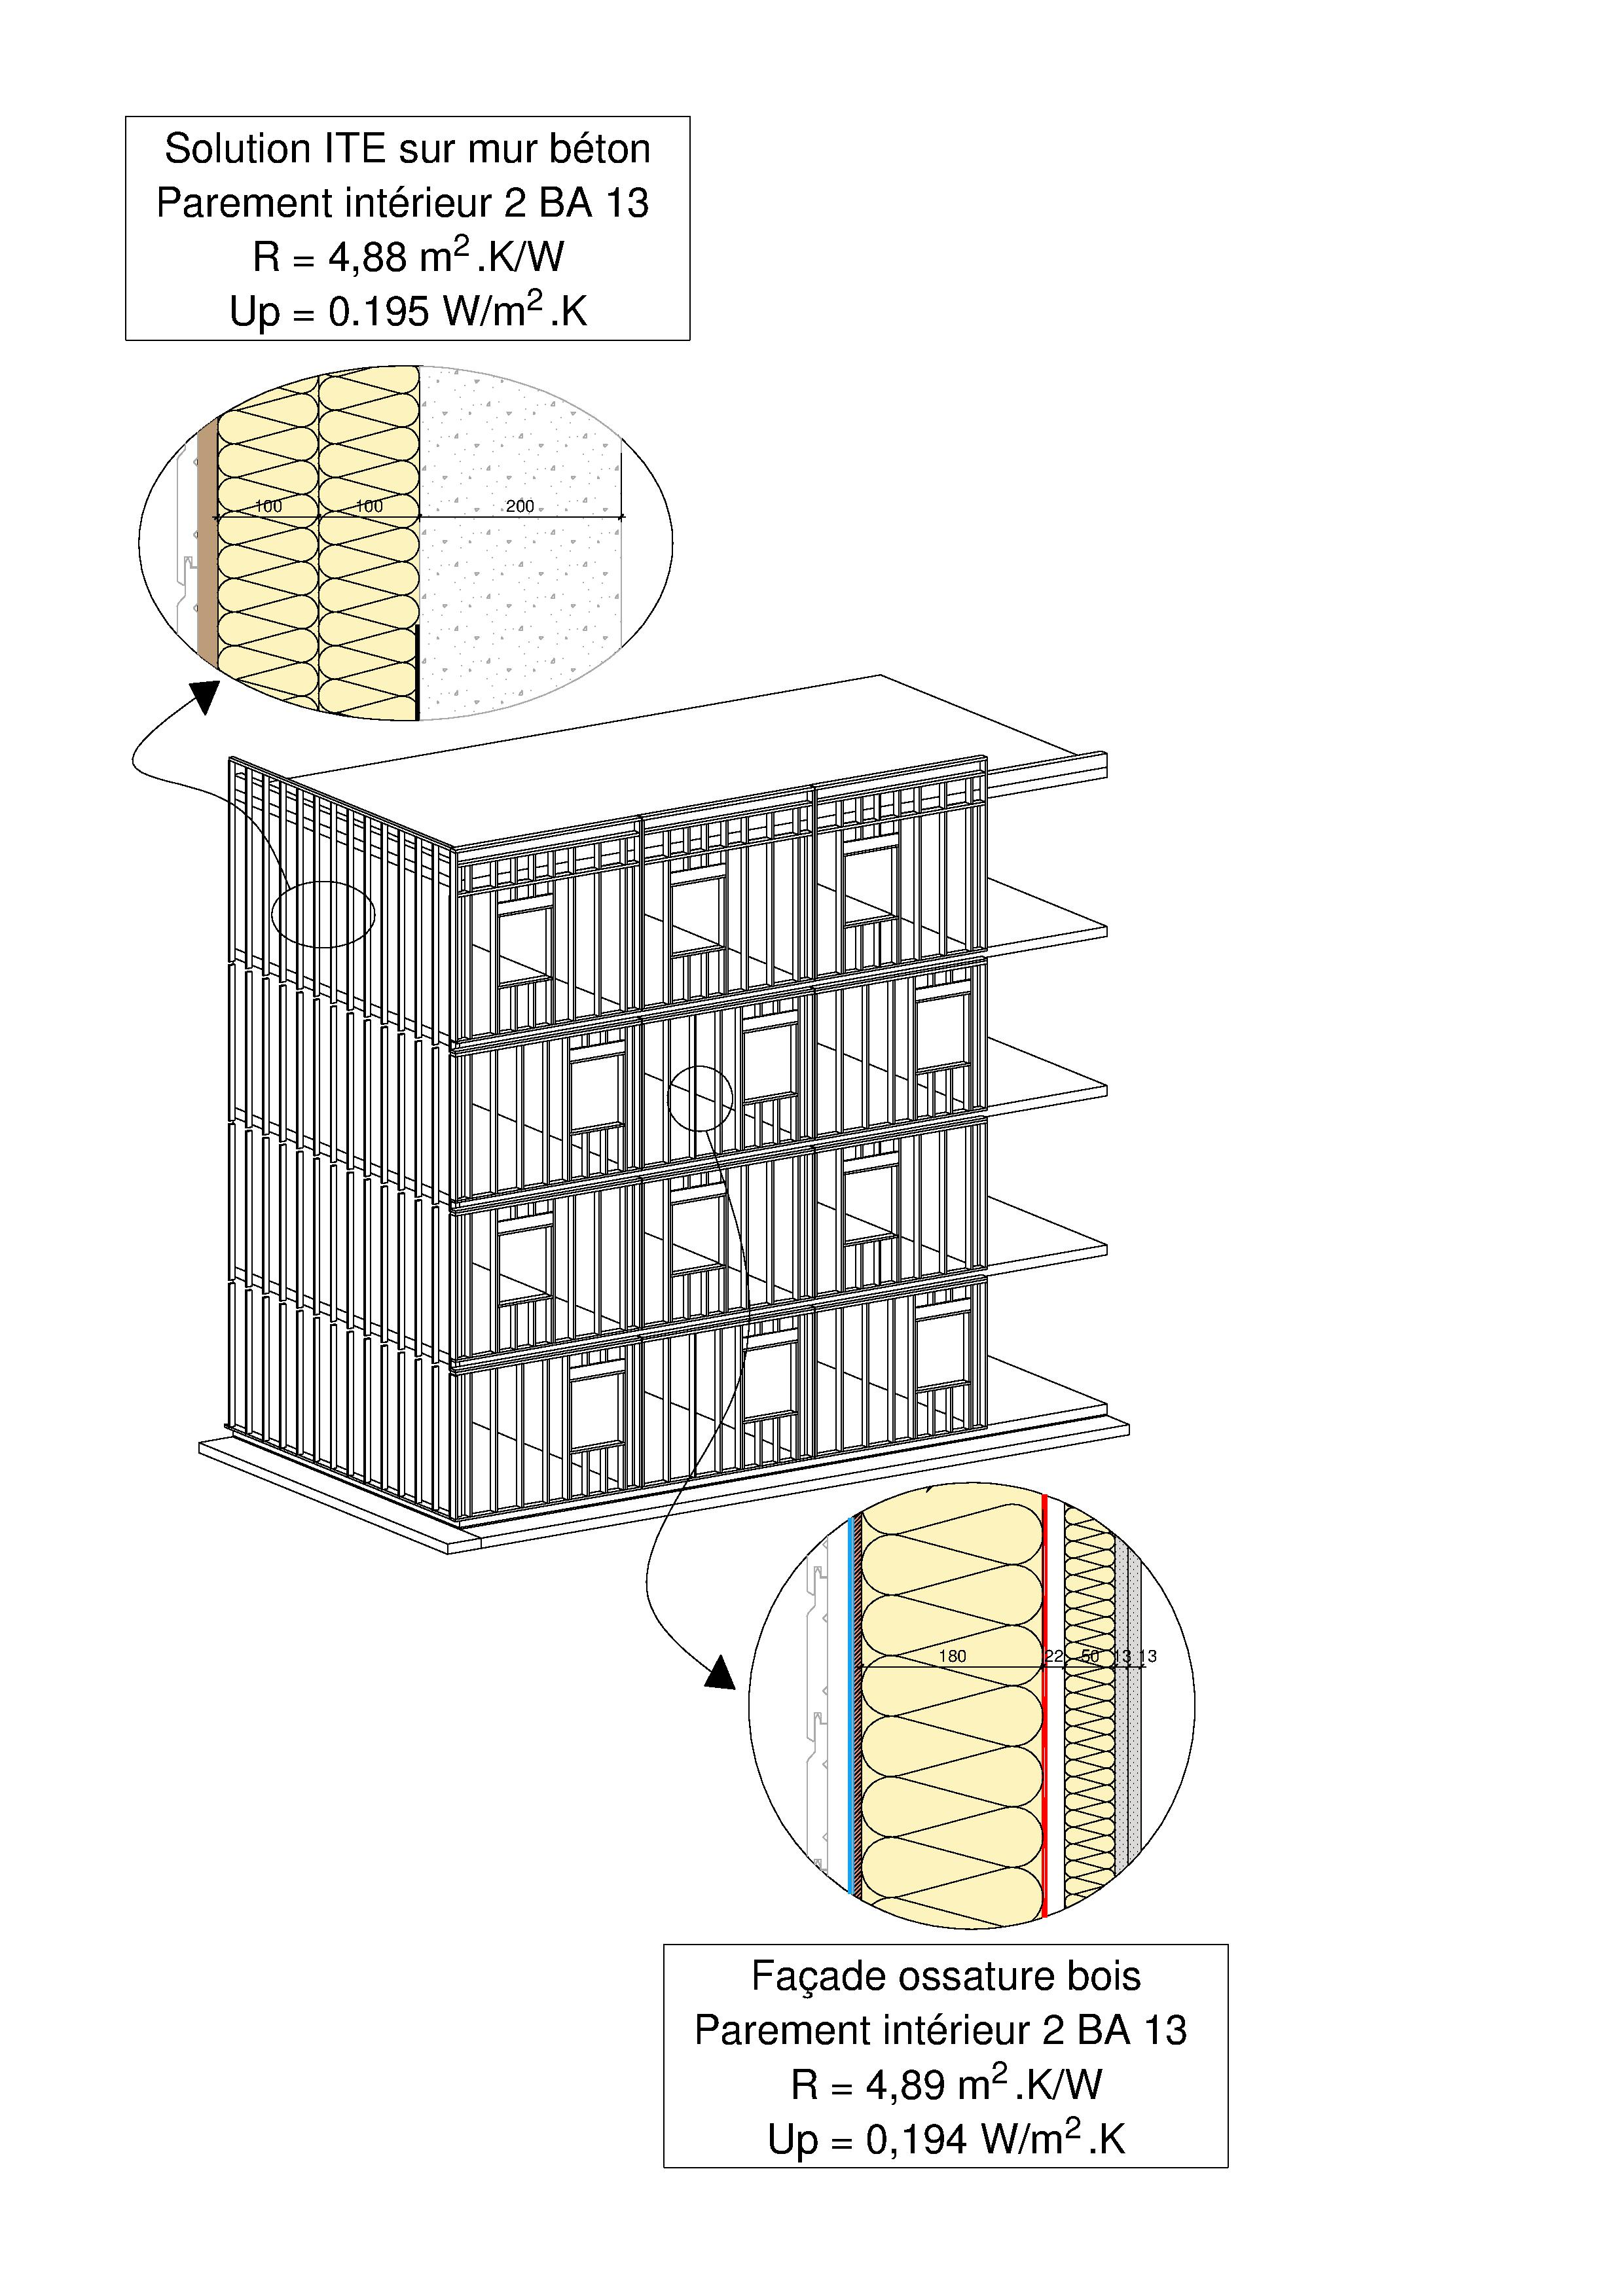 Solution ITE sur mur béton
Parement intérieur 2 BA 13
R = 4,88 m² .K/W
Up = 0.195 W/m² .K
100 100 200
180 22 50 13 13
Façade ossature bois
Parement intérieur 2 BA 13
R = 4,89 m² .K/W
Up = 0,194 W/m² .K